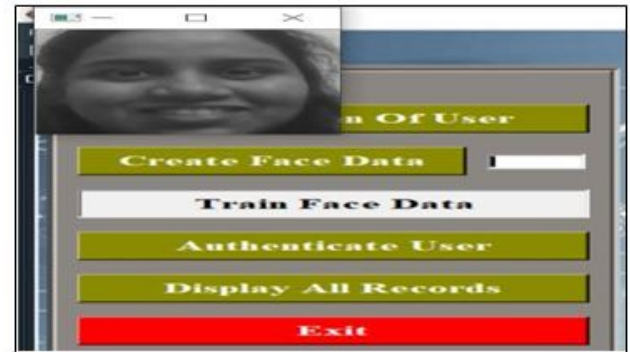 n Of User
Create Face Data
Train Face Data
Authenticate User
Display All Records
Exit